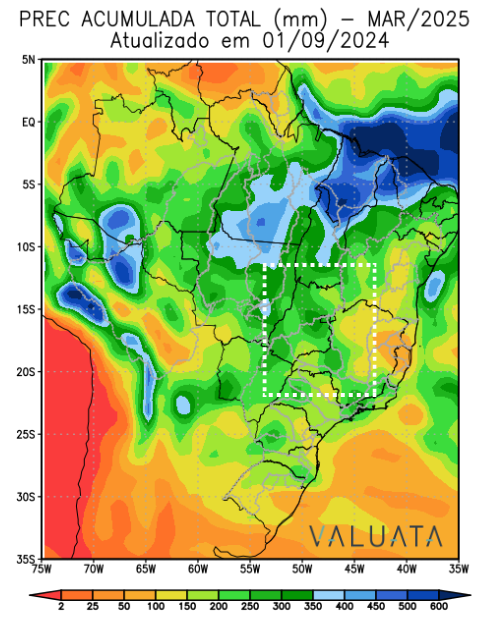 PREC ACUMULADA TOTAL (mm) – MAR/2025
Atualizado em 01/09/2024
5N
EQ
5S
10S
15S
20S
25S
30S
35S
75W 70W 65W 60W 55W 50W 45W 40W 35W
VALUATA
2 25 50 100 150 200 250 300 350 400 450 500 600